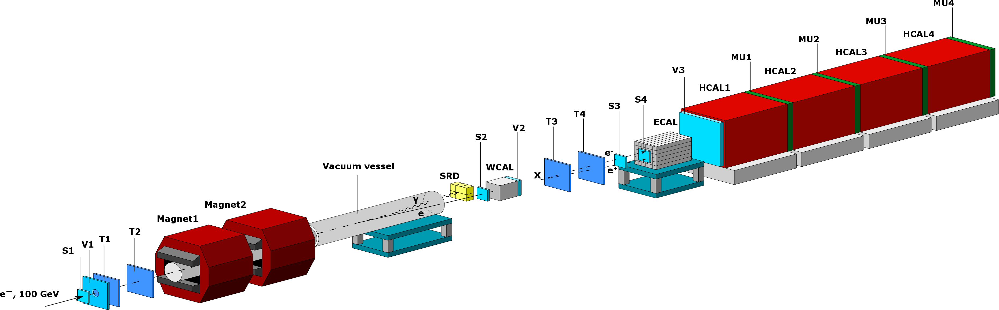 MU4
MU3
HCAL4
MU2
HCAL3
MU1
HCAL2
V3
HCAL1
S4
S3
T4
ECAL
T3
V2
S2
e⁻
WCAL
e⁺
X
Vacuum vessel
SRD
γ
e⁻
Magnet2
Magnet1
T2
T1
V1
S1
e⁻, 100 GeV